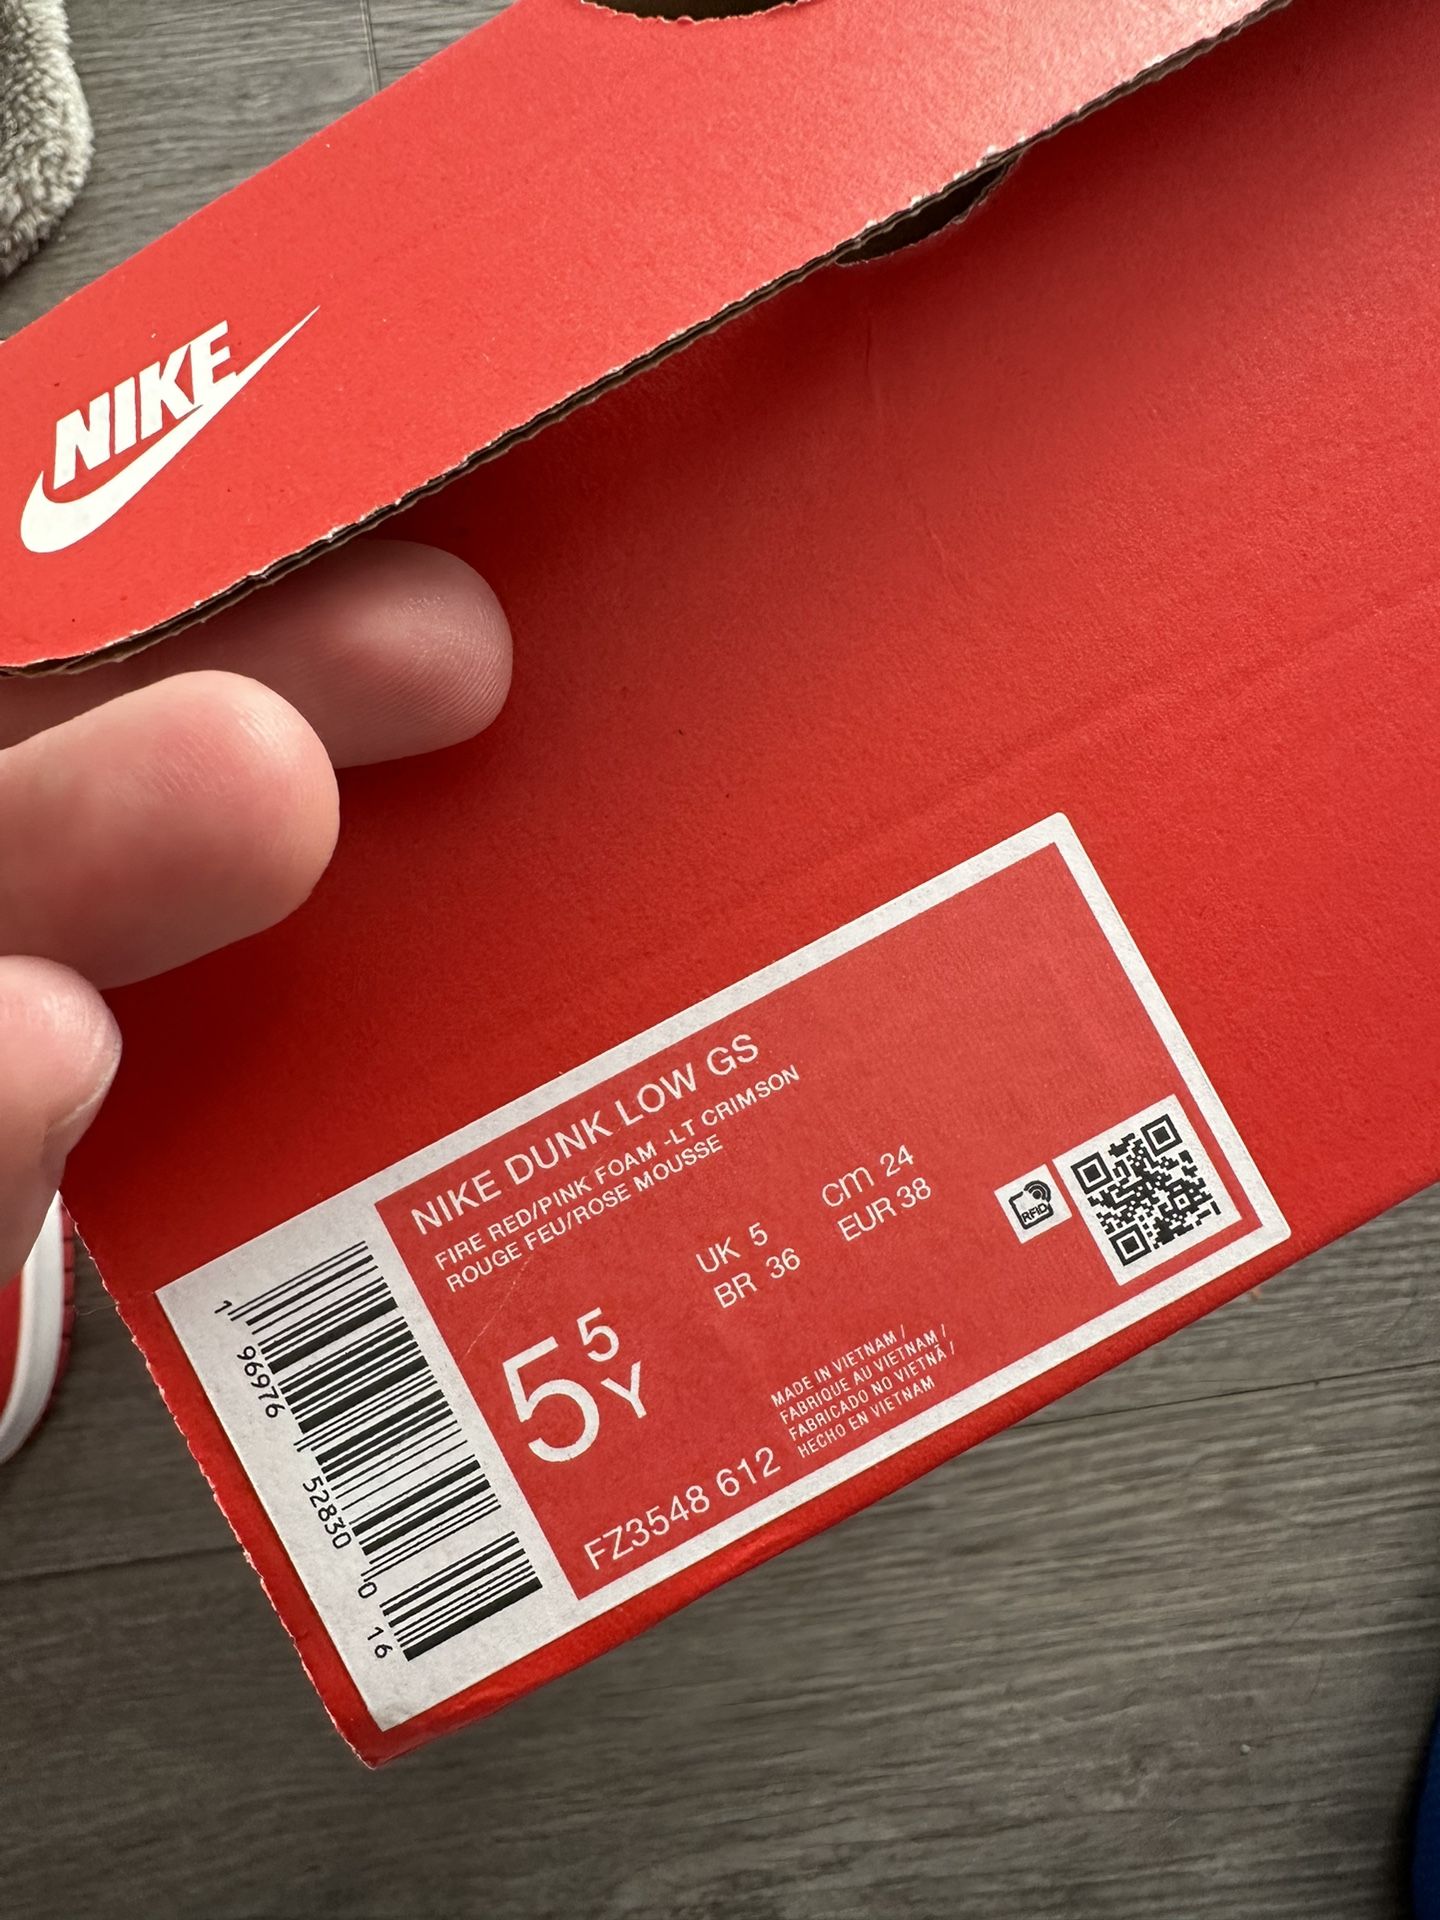 NIKE
NIKE DUNK LOW GS
FIRE RED/PINK FOAM -LT CRIMSON
ROUGE FEU/ROSE MOUSSE
5 5 Y
UK 5
BR 36
cm 24
EUR 38
RFID
MADE IN VIETNAM /
FABRIQUE AU VIETNAM /
FABRICADO NO VIETNÃ /
HECHO EN VIETNAM
FZ3548 612
1 96976 52830 0 16